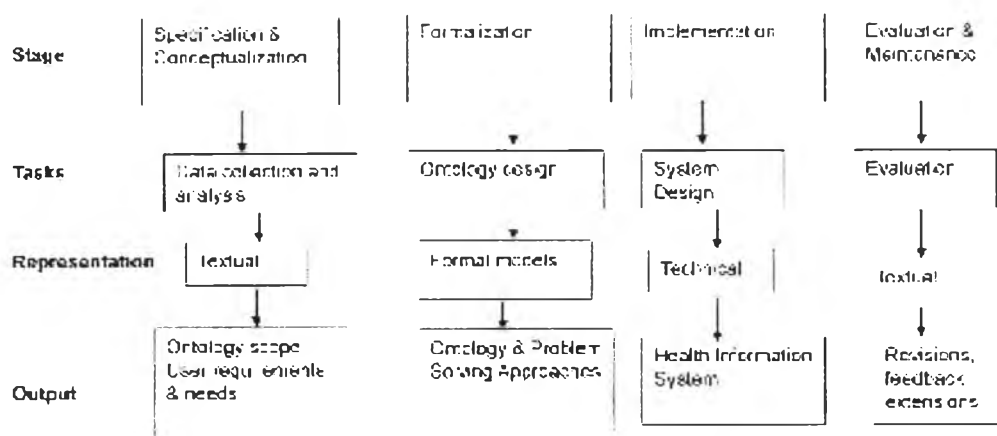 Stage
Specification &
Conceptualization
Formalization
Implementation
Evaluation &
Maintenance
Tasks
Data collection and
analysis
Ontology design
System
Design
Evaluation
Representation
Textual
Formal models
Technical
textual
Output
Ontology scope
User requirements
& needs
Ontology & Problem
Solving Approaches
Health Information
System
Revisions,
feedback
extensions